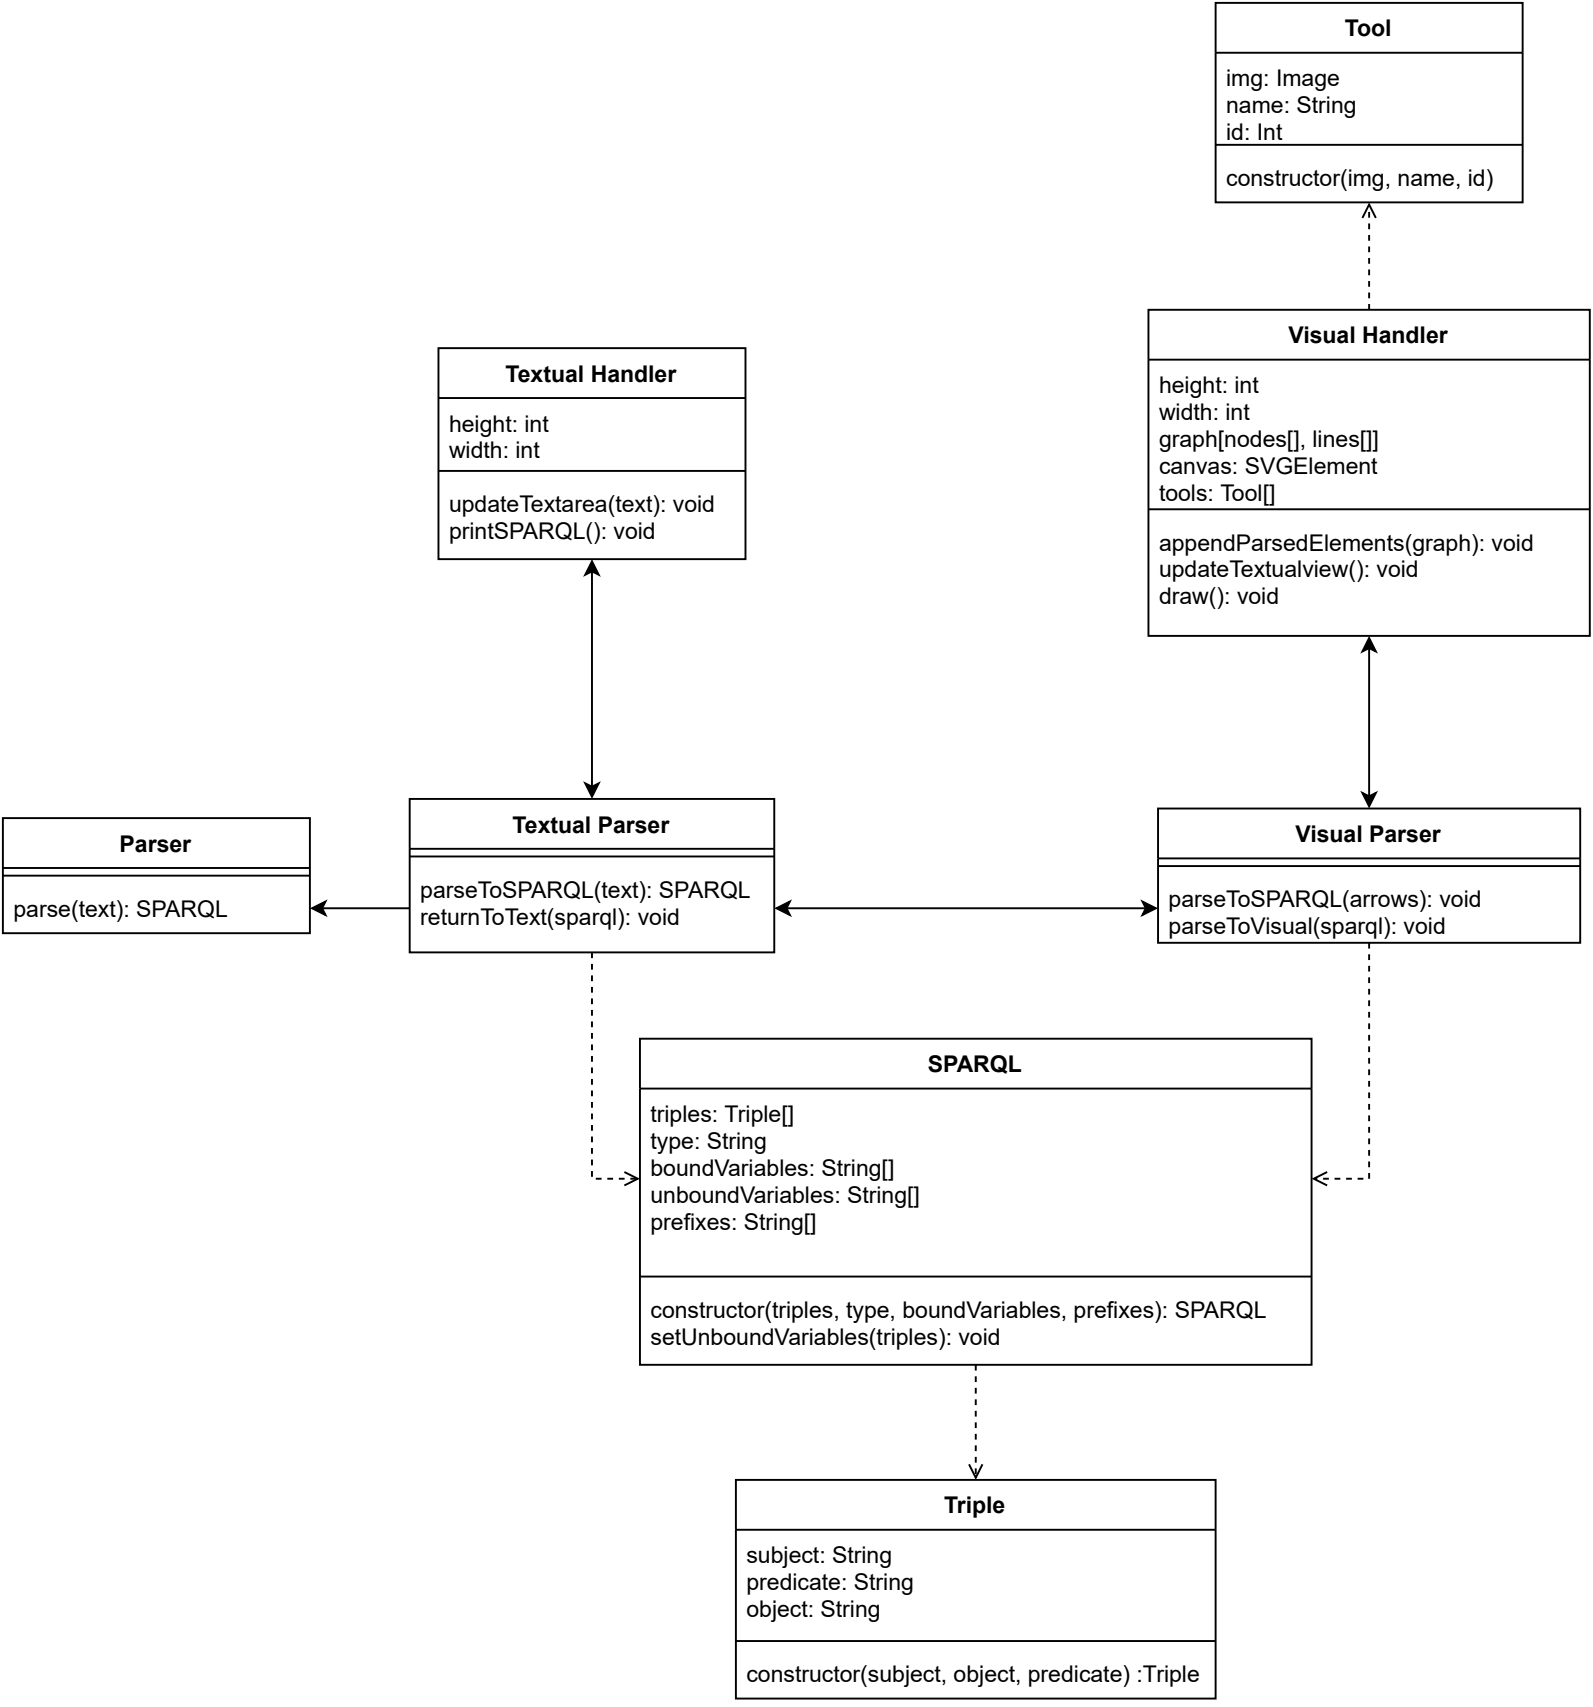 Tool
img: Image
name: String
id: Int
constructor(img, name, id)
Visual Handler
height: int
width: int
graph[nodes[], lines[]]
canvas: SVGElement
tools: Tool[]
appendParsedElements(graph): void
updateTextualview(): void
draw(): void
Textual Handler
height: int
width: int
updateTextarea(text): void
printSPARQL(): void
Parser
parse(text): SPARQL
Textual Parser
parseToSPARQL(text): SPARQL
returnToText(sparql): void
Visual Parser
parseToSPARQL(arrows): void
parseToVisual(sparql): void
SPARQL
triples: Triple[]
type: String
boundVariables: String[]
unboundVariables: String[]
prefixes: String[]
constructor(triples, type, boundVariables, prefixes): SPARQL
setUnboundVariables(triples): void
Triple
subject: String
predicate: String
object: String
constructor(subject, object, predicate) :Triple